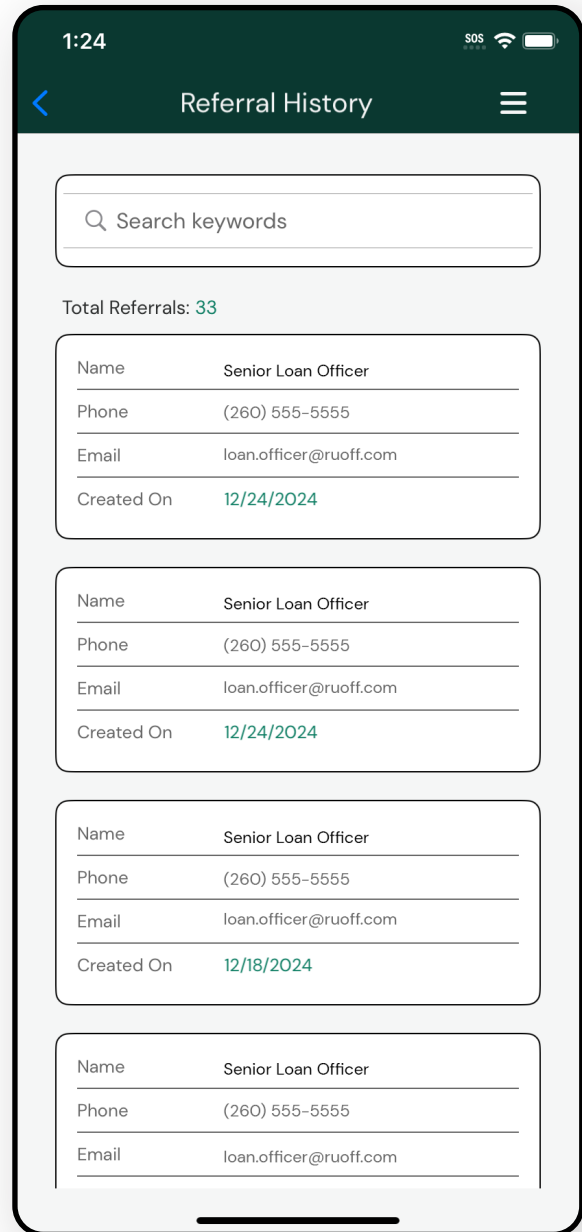 1:24 SOS
Referral History
Search keywords
Total Referrals: 33
Name Senior Loan Officer
Phone (260) 555-5555
Email loan.officer@ruoff.com
Created On 12/24/2024
Name Senior Loan Officer
Phone (260) 555-5555
Email loan.officer@ruoff.com
Created On 12/24/2024
Name Senior Loan Officer
Phone (260) 555-5555
Email loan.officer@ruoff.com
Created On 12/18/2024
Name Senior Loan Officer
Phone (260) 555-5555
Email loan.officer@ruoff.com